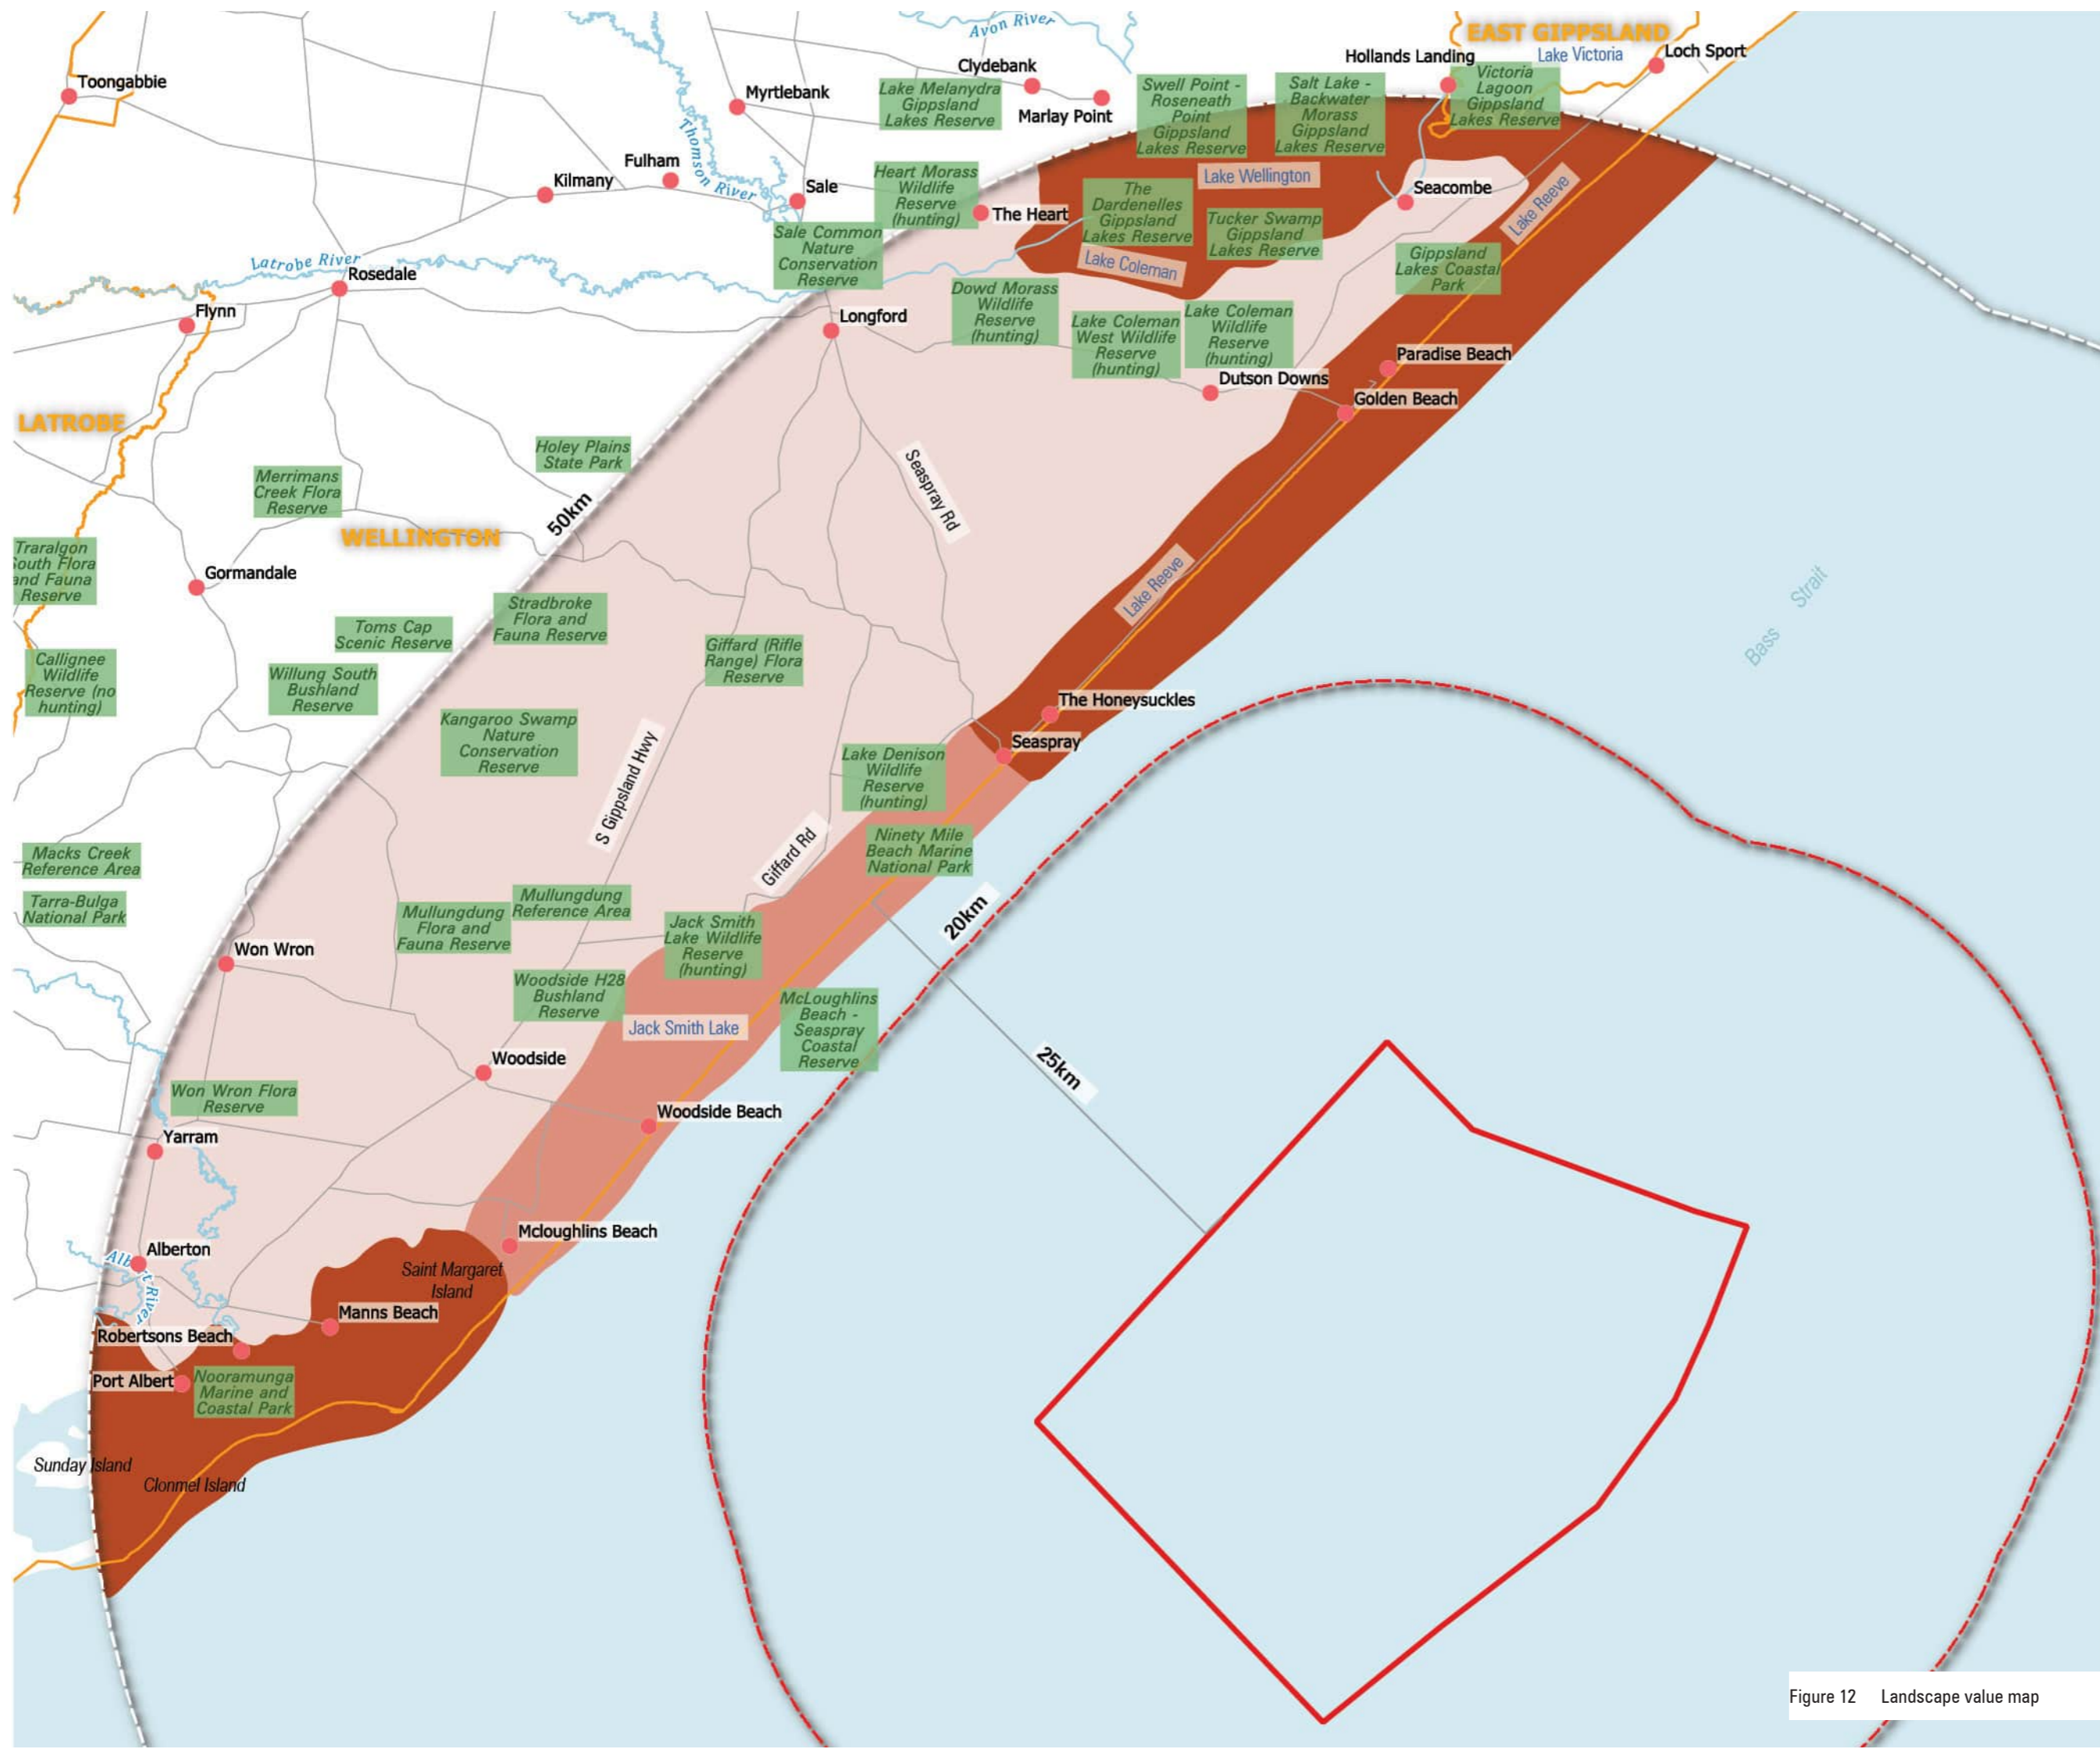 Avon River
EAST GIPPSLAND
Hollands Landing
Lake Victoria
Loch Sport
Toongabbie
Clydebank
Myrtlebank
Lake Melanydra
Gippsland
Lakes Reserve
Marlay Point
Swell Point -
Roseneath
Point
Gippsland
Lakes Reserve
Salt Lake -
Backwater
Morass
Gippsland
Lakes Reserve
Victoria
Lagoon
Gippsland
Lakes Reserve
Thomson River
Fulham
Kilmany
Sale
Heart Morass
Wildlife
Reserve
(hunting)
The Heart
Lake Wellington
The
Dardenelles
Gippsland
Lakes Reserve
Tucker Swamp
Gippsland
Lakes Reserve
Seacombe
Lake Reeve
Sale Common
Nature
Conservation
Reserve
Lake Coleman
Gippsland
Lakes Coastal
Park
Latrobe River
Rosedale
Flynn
Longford
Dowd Morass
Wildlife
Reserve
(hunting)
Lake Coleman
West Wildlife
Reserve
(hunting)
Lake Coleman
Wildlife
Reserve
(hunting)
Paradise Beach
Dutson Downs
Golden Beach
LATROBE
Holey Plains
State Park
Merrimans
Creek Flora
Reserve
Seaspray Rd
50km
WELLINGTON
Traralgon
South Flora
and Fauna
Reserve
Gormandale
Lake Reeve
Bass Strait
Stradbroke
Flora and
Fauna Reserve
Toms Cap
Scenic Reserve
Giffard (Rifle
Range) Flora
Reserve
Callignee
Wildlife
Reserve (no
hunting)
Willung South
Bushland
Reserve
The Honeysuckles
Kangaroo Swamp
Nature
Conservation
Reserve
S Gippsland Hwy
Seaspray
Lake Denison
Wildlife
Reserve
(hunting)
Giffard Rd
Ninety Mile
Beach Marine
National Park
Macks Creek
Reference Area
Tarra-Bulga
National Park
Mullungdung
Reference Area
Mullungdung
Flora and
Fauna Reserve
Jack Smith
Lake Wildlife
Reserve
(hunting)
20km
Won Wron
Woodside H28
Bushland
Reserve
Jack Smith Lake
McLoughlins
Beach -
Seaspray
Coastal
Reserve
25km
Woodside
Won Wron Flora
Reserve
Woodside Beach
Yarram
Mcloughlins Beach
Alberton
Albert River
Saint Margaret
Island
Manns Beach
Robertsons Beach
Port Albert
Nooramunga
Marine and
Coastal Park
Sunday Island
Clonmel Island
Figure 12 Landscape value map